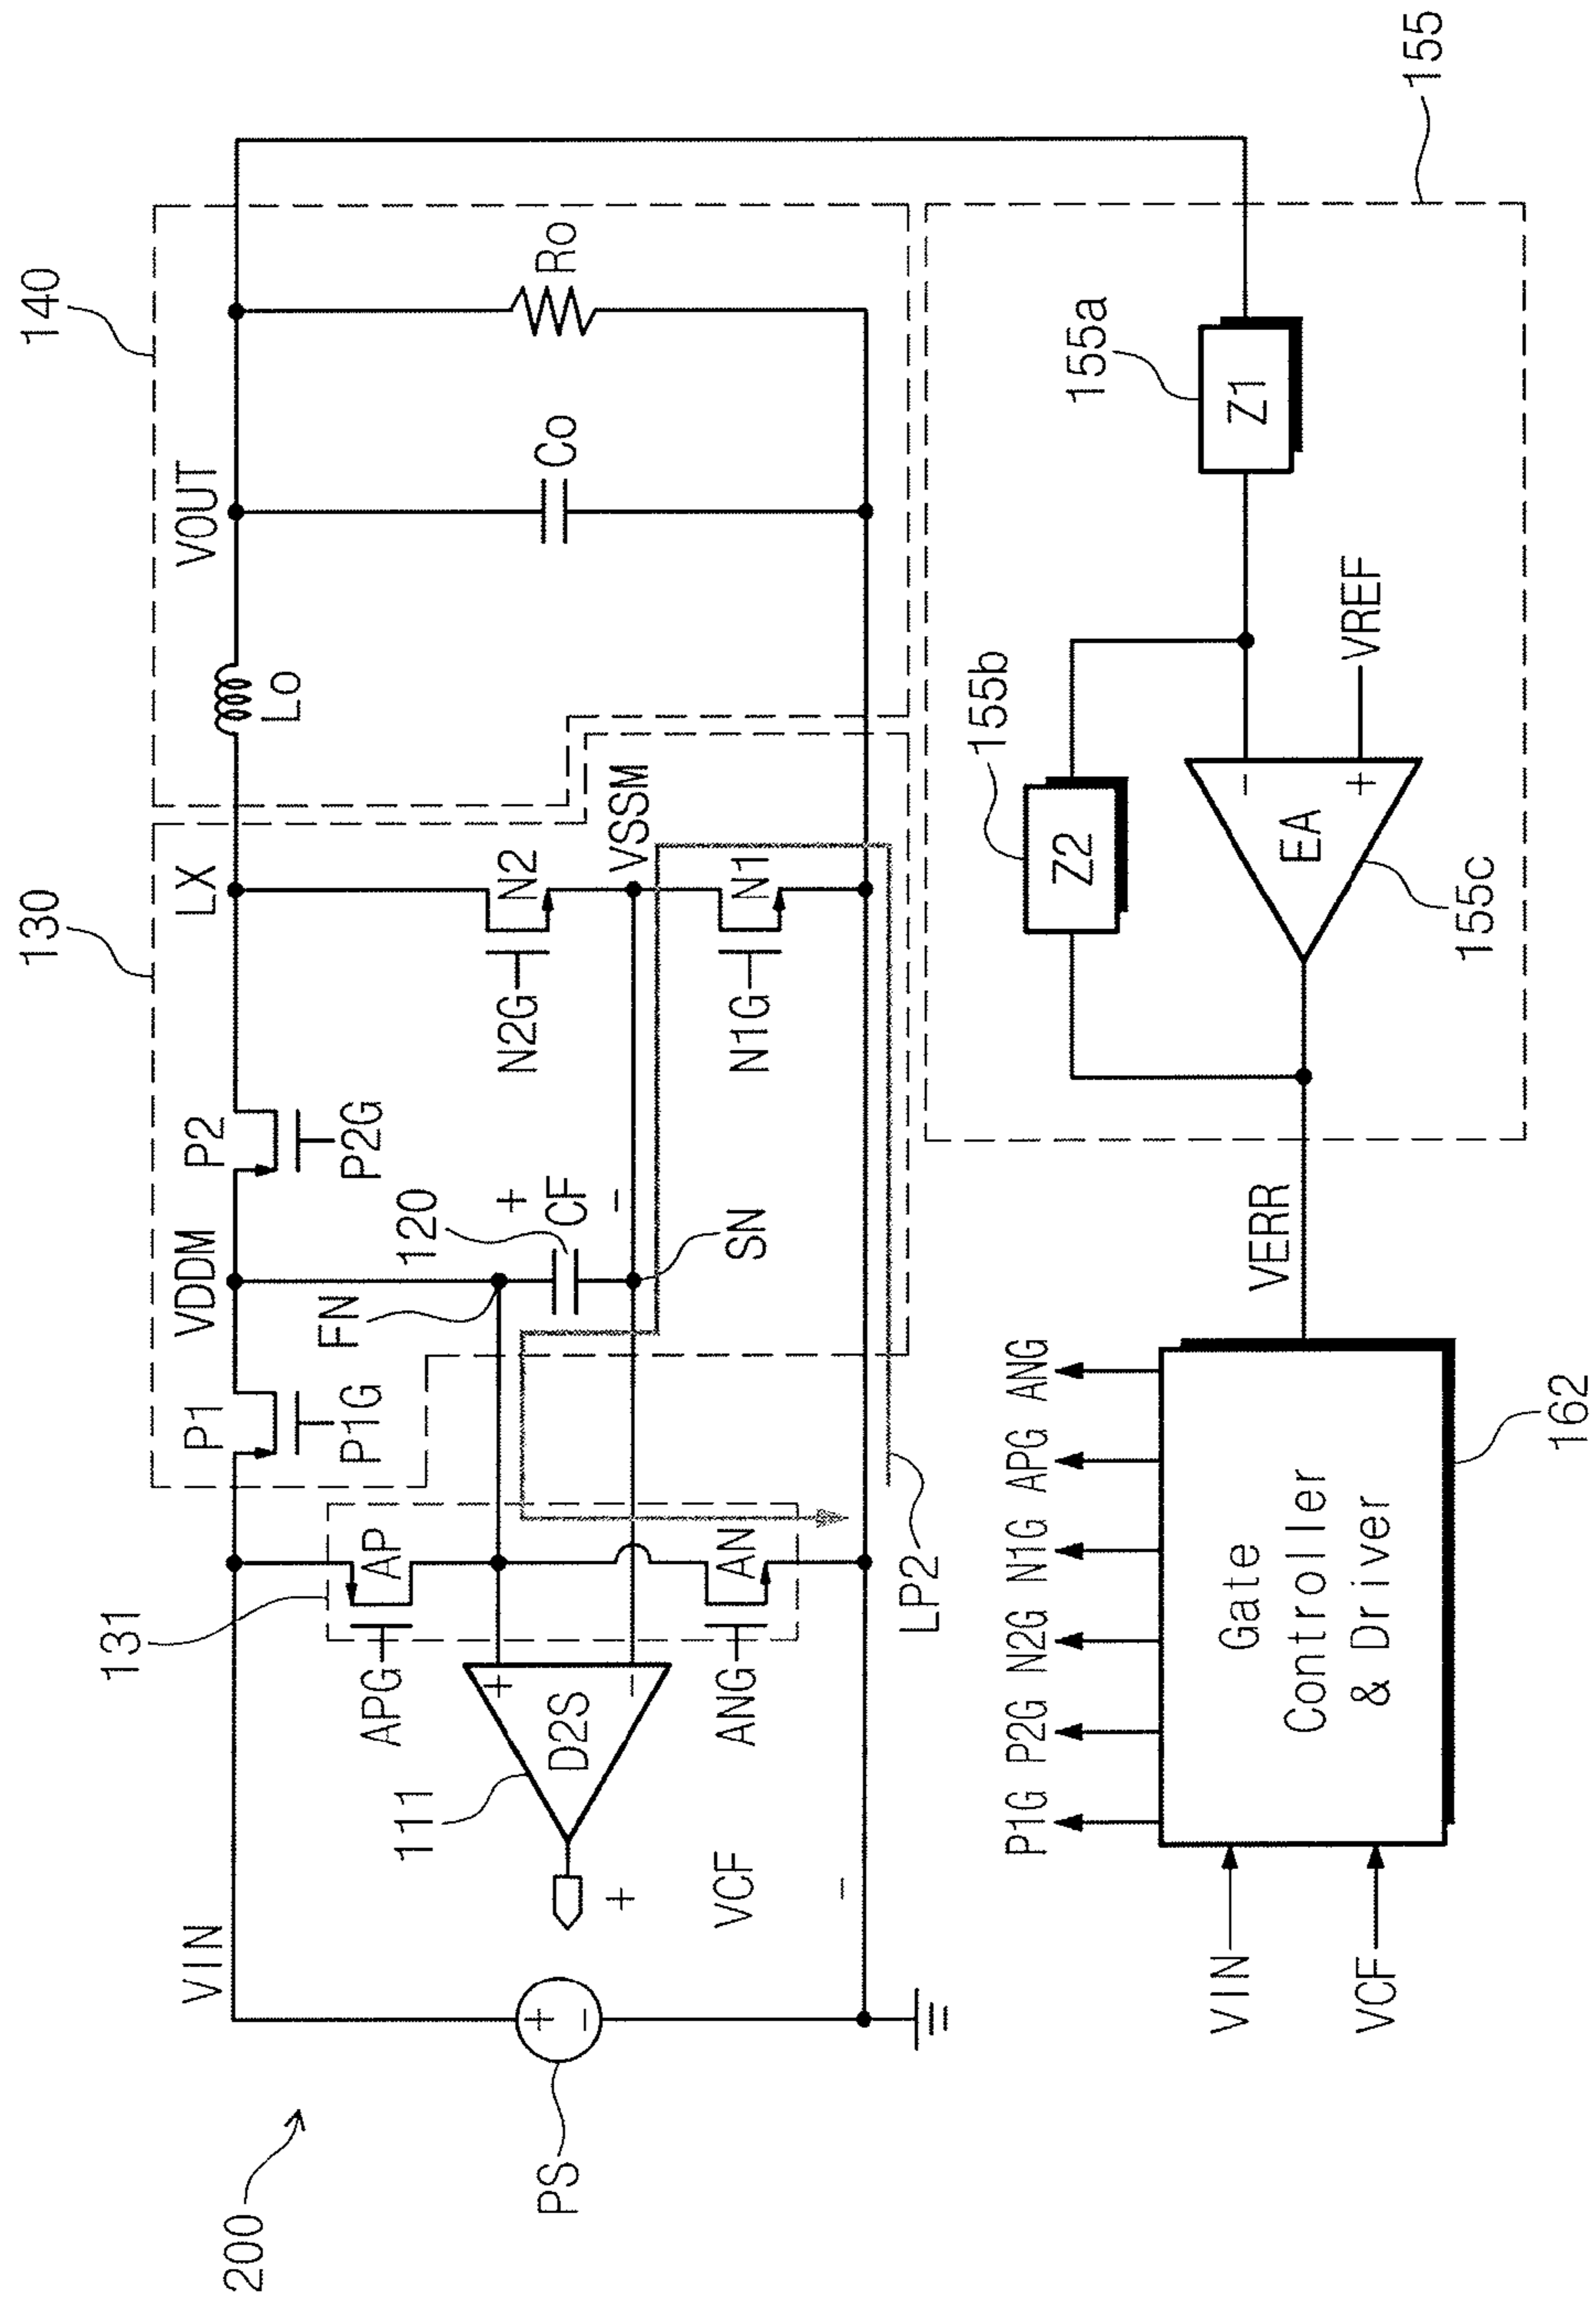 200
130
140
131
VIN
P1
VDDM
P2
LX
VOUT
P1G
P2G
Lo
FN
120
APG
AP
111
+
D2S
-
+
CF
-
N2G
N2
Co
Ro
PS
+
-
+
VCF
-
SN
VSSM
ANG
AN
N1G
N1
LP2
P1G
P2G
N2G
N1G
APG
ANG
155b
Z2
155a
Z1
VIN
VCF
Gate
Controller
& Driver
162
VERR
EA
-
+
VREF
155c
155